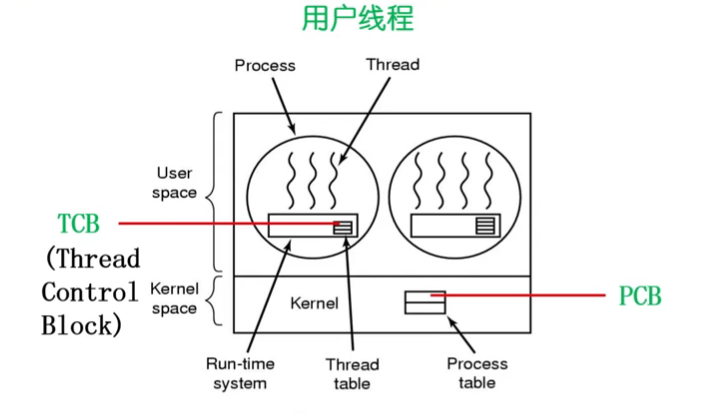 用户线程
Process
Thread
User
space
TCB
(Thread
Control
Block)
Kernel
space
Kernel
PCB
Run-time
system
Thread
table
Process
table